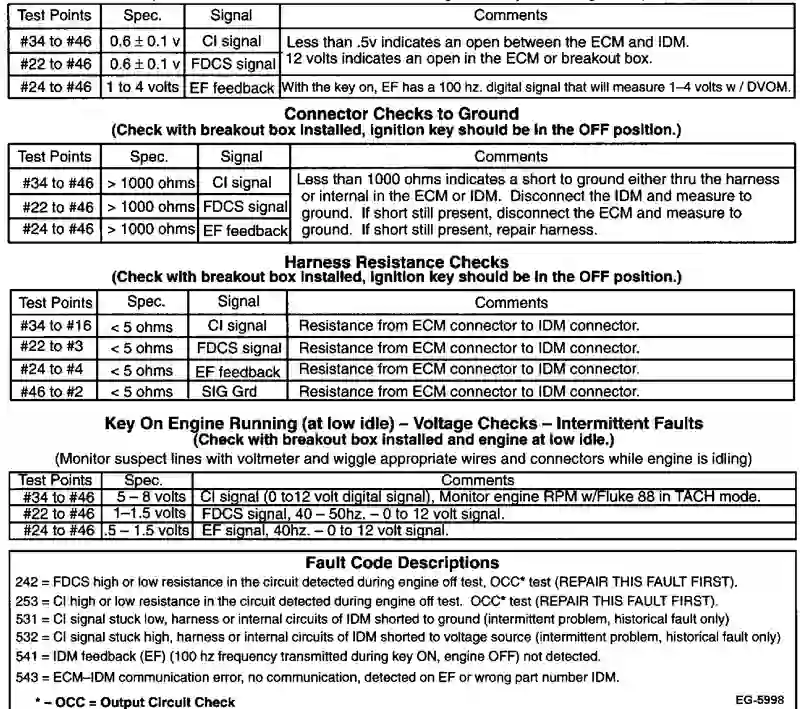 Test Points Spec. Signal Comments
#34 to #46 0.6 ± 0.1 v CI signal Less than .5v indicates an open between the ECM and IDM.
#22 to #46 0.6 ± 0.1 v FDCS signal 12 volts indicates an open in the ECM or breakout box.
#24 to #46 1 to 4 volts EF feedback With the key on, EF has a 100 hz. digital signal that will measure 1–4 volts w / DVOM.
Connector Checks to Ground
(Check with breakout box installed, ignition key should be in the OFF position.)
Test Points Spec. Signal Comments
#34 to #46 > 1000 ohms CI signal Less than 1000 ohms indicates a short to ground either thru the harness
or internal in the ECM or IDM. Disconnect the IDM and measure to
#22 to #46 > 1000 ohms FDCS signal ground. If short still present, disconnect the ECM and measure to
#24 to #46 > 1000 ohms EF feedback ground. If short still present, repair harness.
Harness Resistance Checks
(Check with breakout box installed, ignition key should be in the OFF position.)
Test Points Spec. Signal Comments
#34 to #16 < 5 ohms CI signal Resistance from ECM connector to IDM connector.
#22 to #3 < 5 ohms FDCS signal Resistance from ECM connector to IDM connector.
#24 to #4 < 5 ohms EF feedback Resistance from ECM connector to IDM connector.
#46 to #2 < 5 ohms SIG Grd Resistance from ECM connector to IDM connector.
Key On Engine Running (at low idle) – Voltage Checks – Intermittent Faults
(Check with breakout box installed and engine at low idle.)
(Monitor suspect lines with voltmeter and wiggle appropriate wires and connectors while engine is idling)
Test Points Spec. Comments
#34 to #46 5 – 8 volts CI signal (0 to12 volt digital signal), Monitor engine RPM w/Fluke 88 in TACH mode.
#22 to #46 1–1.5 volts FDCS signal, 40 – 50hz. – 0 to 12 volt signal.
#24 to #46 .5 – 1.5 volts EF signal, 40hz. – 0 to 12 volt signal.
Fault Code Descriptions
242 = FDCS high or low resistance in the circuit detected during engine off test, OCC* test (REPAIR THIS FAULT FIRST).
253 = CI high or low resistance in the circuit detected during engine off test. OCC* test (REPAIR THIS FAULT FIRST).
531 = CI signal stuck low, harness or internal circuits of IDM shorted to ground (intermittent problem, historical fault only)
532 = CI signal stuck high, harness or internal circuits of IDM shorted to voltage source (intermittent problem, historical fault only)
541 = IDM feedback (EF) (100 hz frequency transmitted during key ON, engine OFF) not detected.
543 = ECM–IDM communication error, no communication, detected on EF or wrong part number IDM.
* – OCC = Output Circuit Check EG-5998